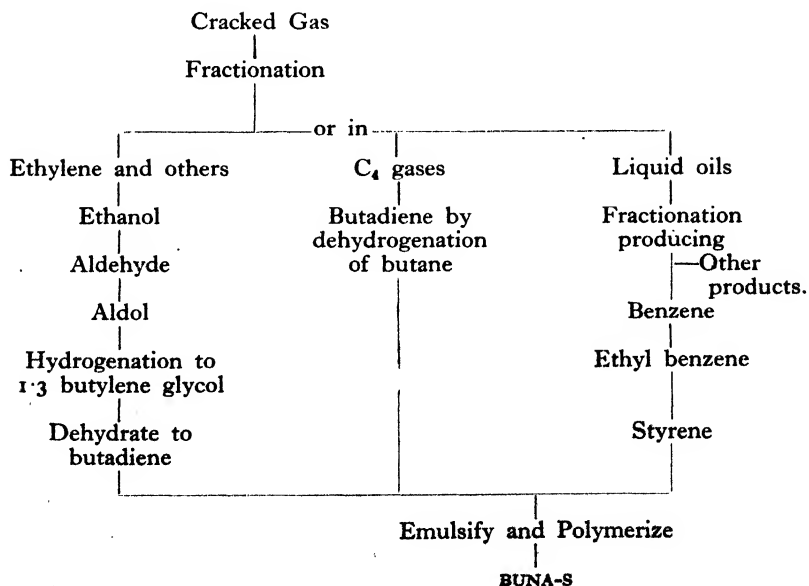 Cracked Gas
Fractionation
or in
Ethylene and others
Ethanol
Aldehyde
Aldol
Hydrogenation to
1·3 butylene glycol
Dehydrate to
butadiene
C₄ gases
Butadiene by
dehydrogenation
of butane
Liquid oils
Fractionation
producing
—Other
products.
Benzene
Ethyl benzene
Styrene
Emulsify and Polymerize
BUNA-S